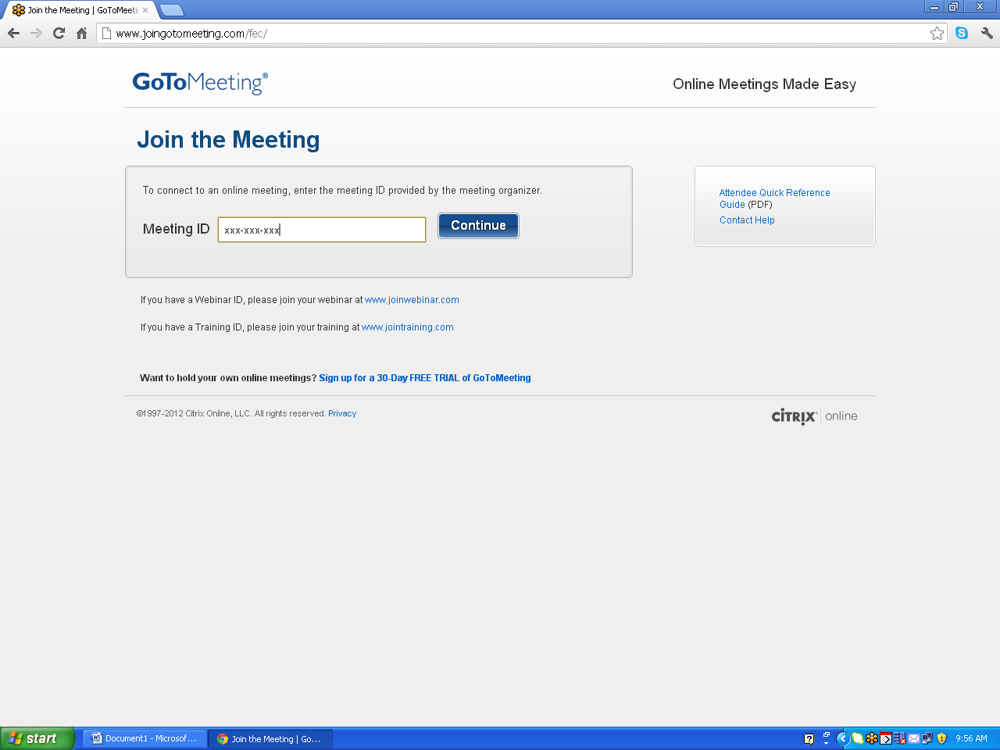 Join the Meeting | GoToMeeti
www.joingotomeeting.com/fec/
GoToMeeting®
Online Meetings Made Easy
Join the Meeting
To connect to an online meeting, enter the meeting ID provided by the meeting organizer.
Meeting ID xxx-xxx-xxx Continue
Attendee Quick Reference
Guide (PDF)
Contact Help
If you have a Webinar ID, please join your webinar at www.joinwebinar.com
If you have a Training ID, please join your training at www.jointraining.com
Want to hold your own online meetings? Sign up for a 30-Day FREE TRIAL of GoToMeeting
©1997-2012 Citrix Online, LLC. All rights reserved. Privacy
CITRIX online
start Document1 - Microsof... Join the Meeting | Go... 9:56 AM